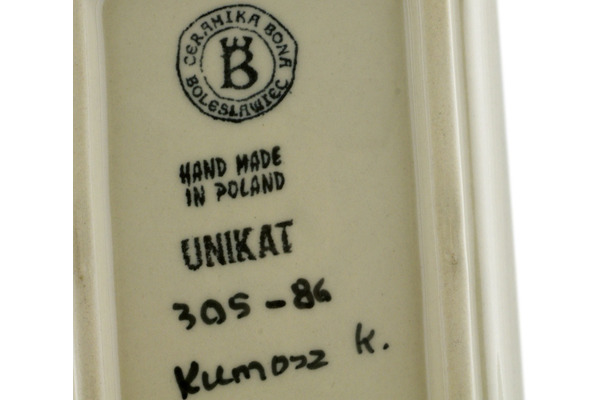 CERAMIKA BONA
B
BOLESŁAWIEC
HAND MADE
IN POLAND
UNIKAT
305-86
Kumosz K.